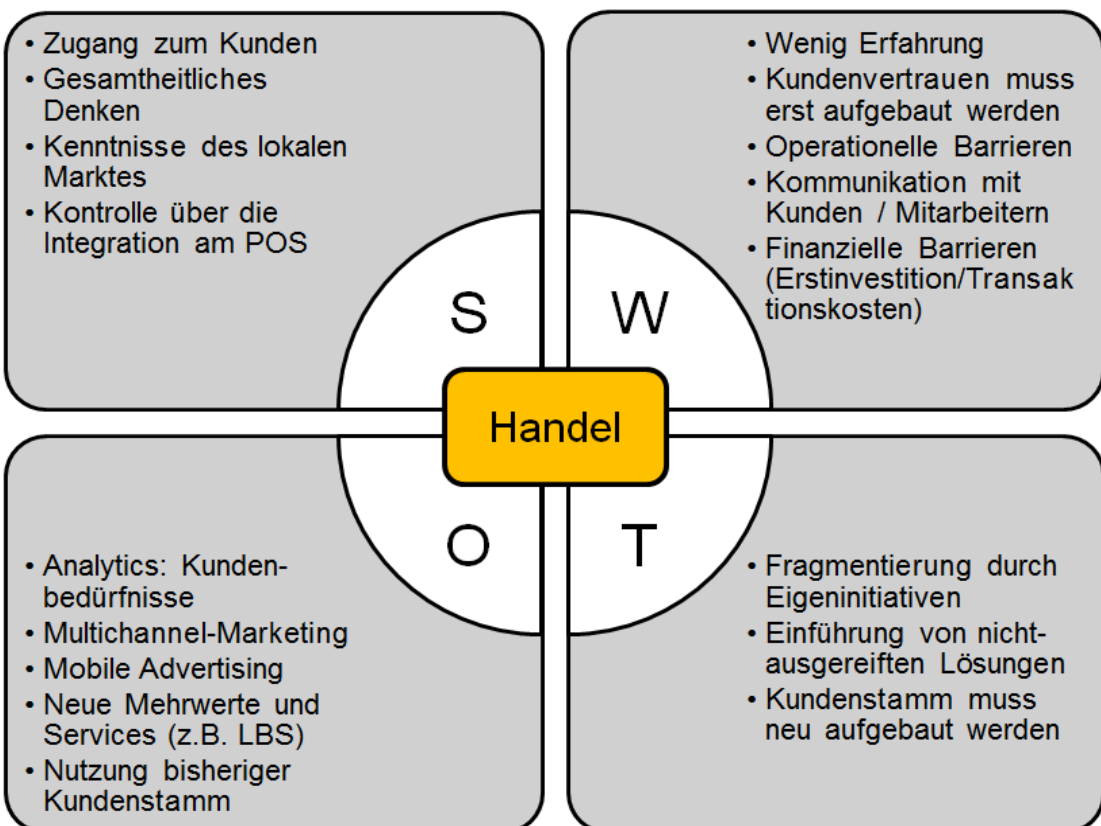 • Zugang zum Kunden
• Gesamtheitliches
Denken
• Kenntnisse des lokalen
Marktes
• Kontrolle über die
Integration am POS
• Wenig Erfahrung
• Kundenvertrauen muss
erst aufgebaut werden
• Operationelle Barrieren
• Kommunikation mit
Kunden / Mitarbeitern
• Finanzielle Barrieren
(Erstinvestition/Transak
tionskosten)
S
W
Handel
O
T
• Analytics: Kunden-
bedürfnisse
• Multichannel-Marketing
• Mobile Advertising
• Neue Mehrwerte und
Services (z.B. LBS)
• Nutzung bisheriger
Kundenstamm
• Fragmentierung durch
Eigeninitiativen
• Einführung von nicht-
ausgereiften Lösungen
• Kundenstamm muss
neu aufgebaut werden